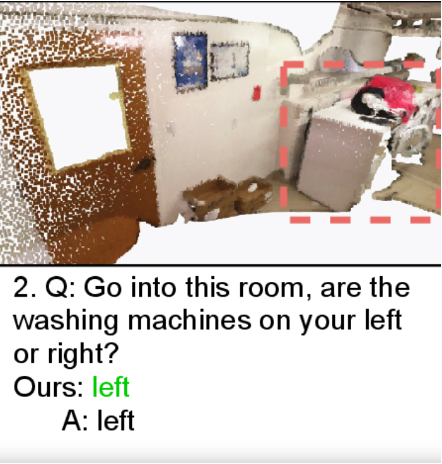 2. Q: Go into this room, are the
washing machines on your left
or right?
Ours: left
A: left